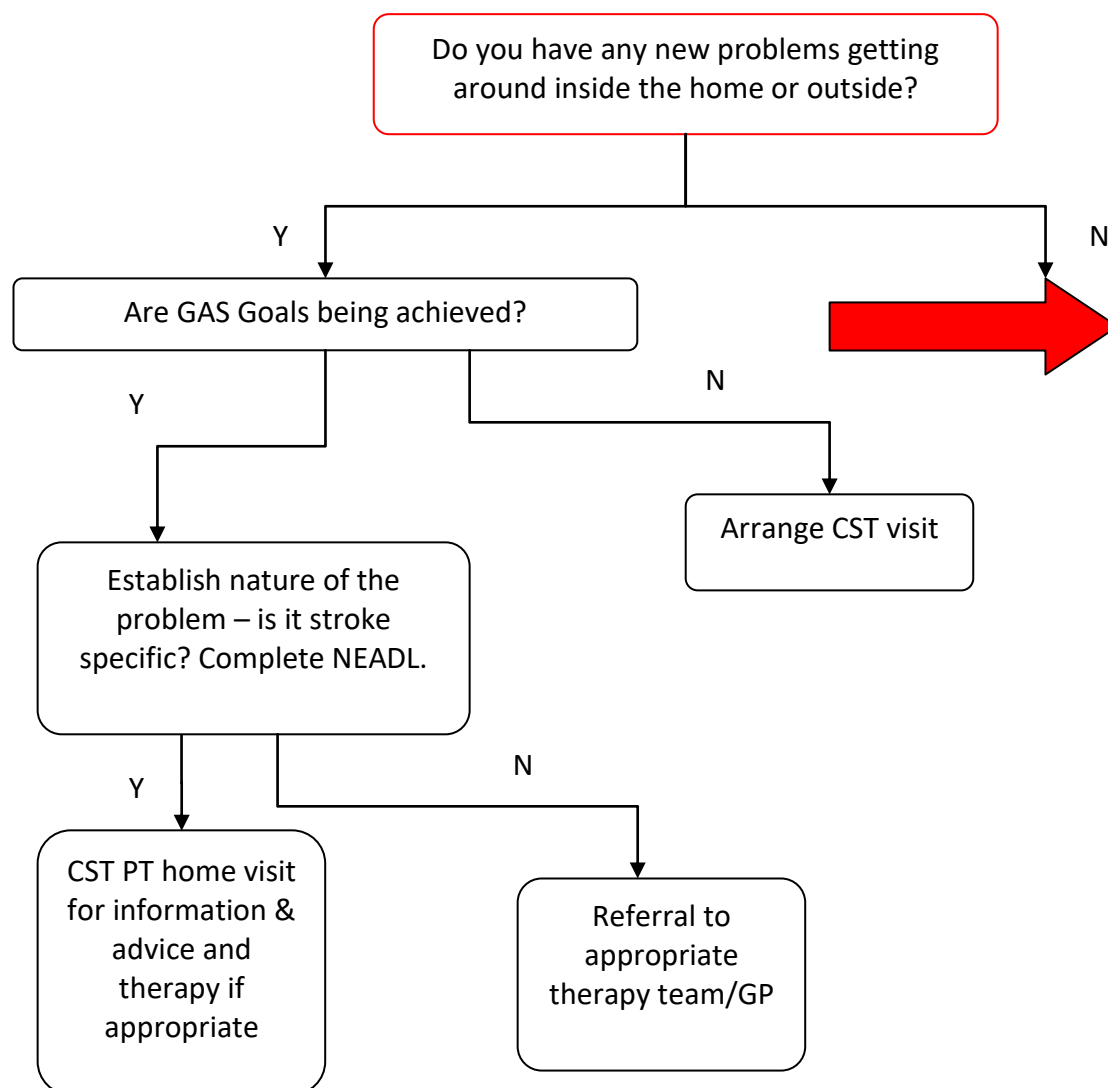 Do you have any new problems getting
around inside the home or outside?
Y
N
Are GAS Goals being achieved?
Y
N
Arrange CST visit
Establish nature of the
problem – is it stroke
specific? Complete NEADL.
Y
N
CST PT home visit
for information &
advice and
therapy if
appropriate
Referral to
appropriate
therapy team/GP